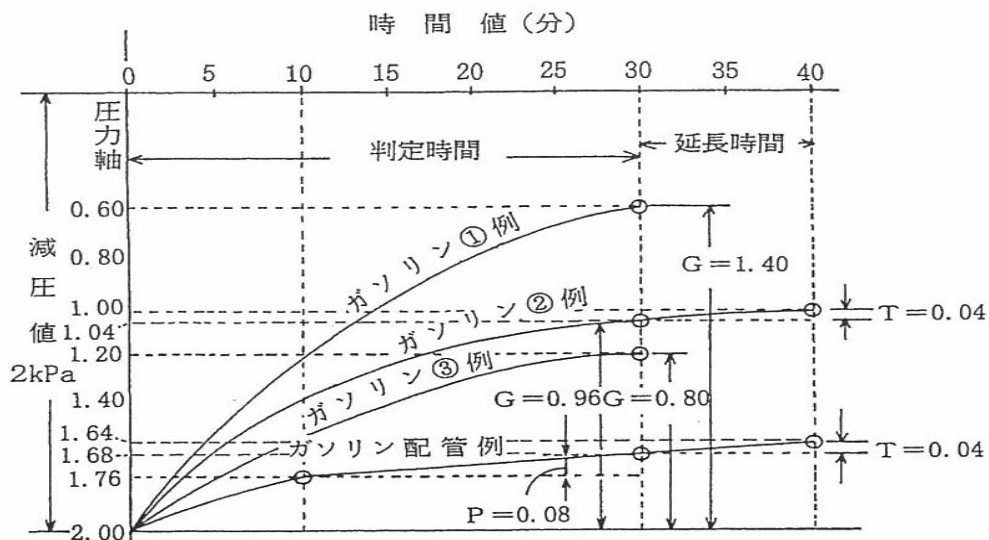 時間値（分）
0 5 10 15 20 25 30 35 40
圧力軸
判定時間
延長時間
0.60
ガソリン①例
減圧値
0.80
G＝1.40
1.00
ガソリン②例
T＝0.04
1.04
1.20
ガソリン③例
2kPa
1.40
G＝0.96
G＝0.80
1.64
ガソリン配管例
1.68
T＝0.04
1.76
P＝0.08
2.00